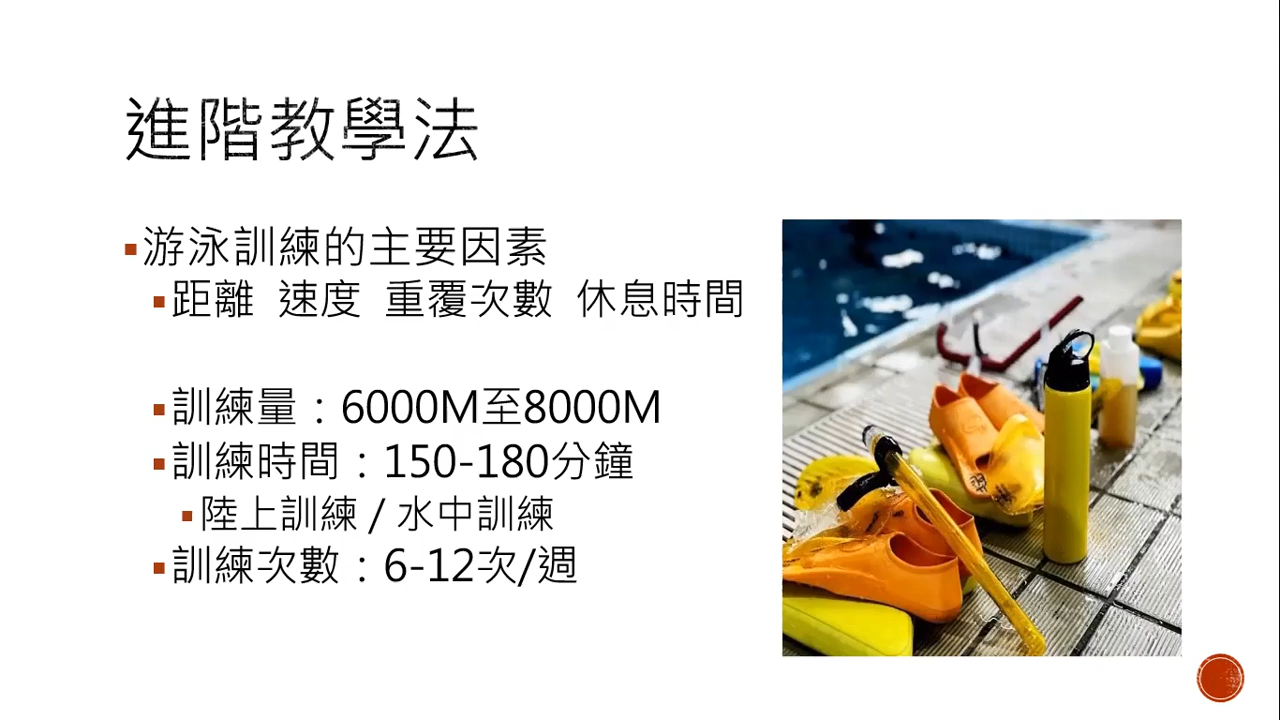 進階教學法
游泳訓練的主要因素
距離 速度 重覆次數 休息時間
訓練量：6000M至8000M
訓練時間：150-180分鐘
陸上訓練 / 水中訓練
訓練次數：6-12次/週